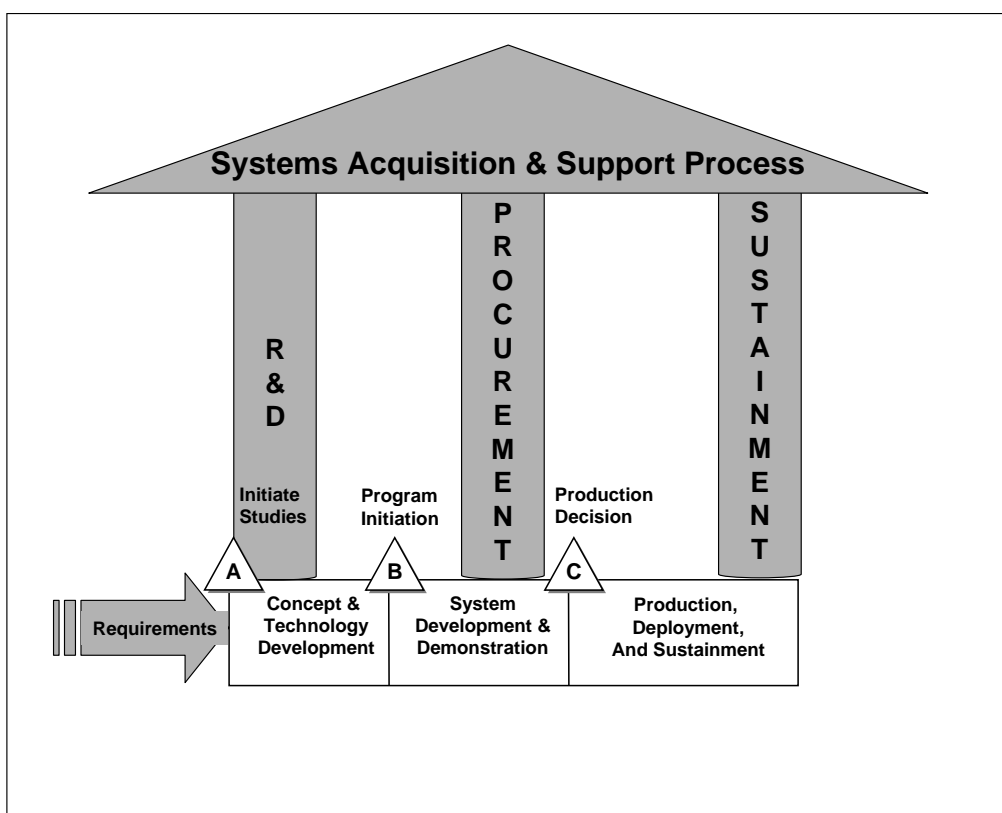 Systems Acquisition & Support Process
R
&
D
P
R
O
C
U
R
E
M
E
N
T
S
U
S
T
A
I
N
M
E
N
T
Initiate
Studies
Program
Initiation
Production
Decision
A
B
C
Requirements
Concept &
Technology
Development
System
Development &
Demonstration
Production,
Deployment,
And Sustainment